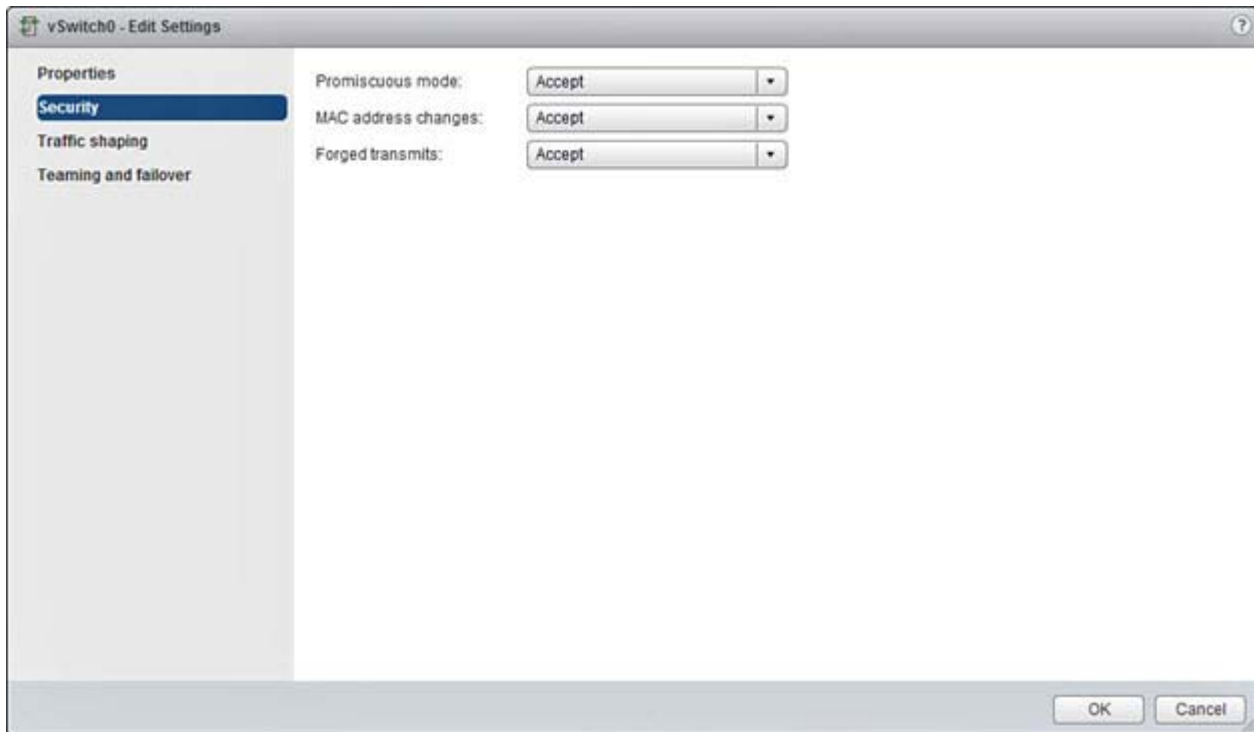 vSwitch0 - Edit Settings
?
Properties
Security
Traffic shaping
Teaming and failover
Promiscuous mode: Accept
MAC address changes: Accept
Forged transmits: Accept
OK Cancel